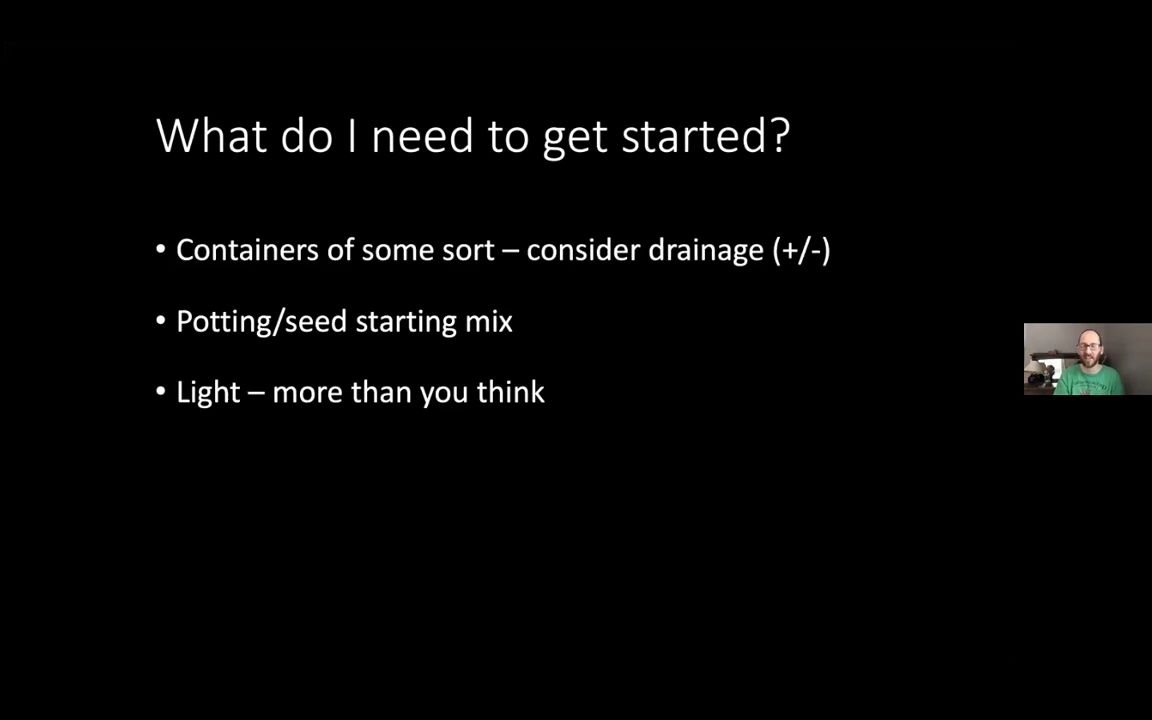 What do I need to get started?
• Containers of some sort – consider drainage (+/-)
• Potting/seed starting mix
• Light – more than you think